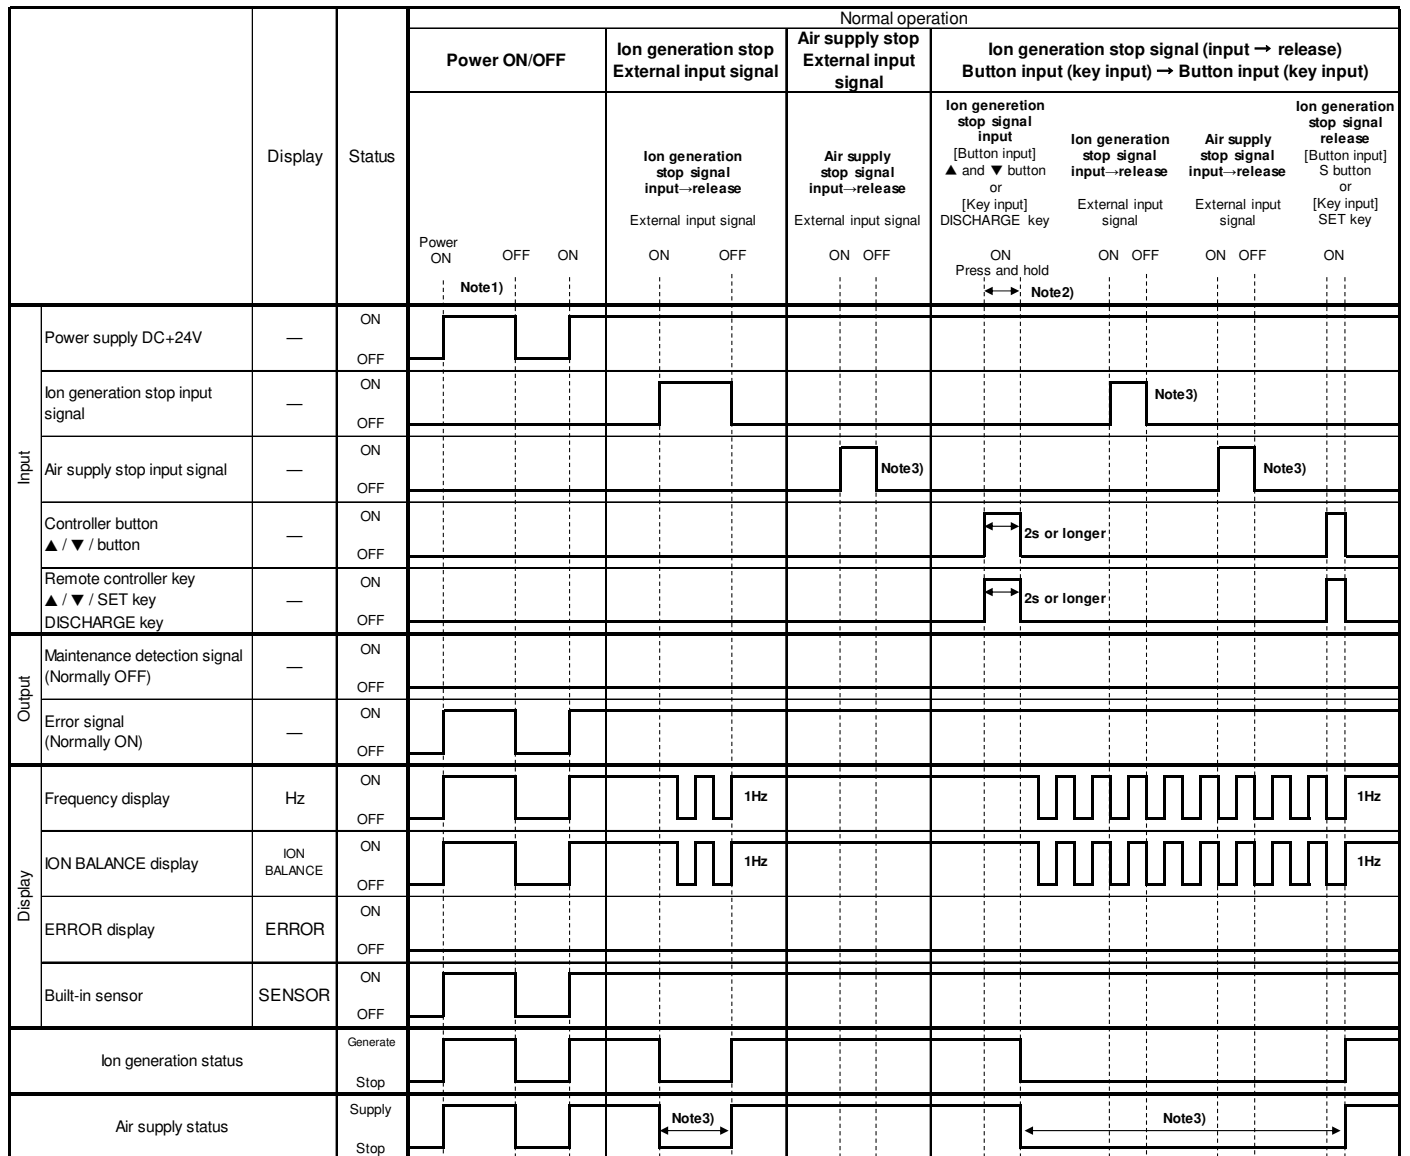 Normal operation
Power ON/OFF
Ion generation stop
External input signal
Air supply stop
External input
signal
Ion generation stop signal (input → release)
Button input (key input) → Button input (key input)
Display
Status
Power
ON
OFF
ON
Note1)
Ion generation
stop signal
input→release
External input signal
ON
OFF
Air supply
stop signal
input→release
External input signal
ON OFF
Ion generetion
stop signal
input
[Button input]
▲ and ▼ button
or
[Key input]
DISCHARGE key
ON
Press and hold
Note2)
Ion generation
stop signal
input→release
External input
signal
ON OFF
Air supply
stop signal
input→release
External input
signal
ON OFF
Ion generation
stop signal
release
[Button input]
S button
or
[Key input]
SET key
ON
Input
Power supply DC+24V
—
ON
OFF
Ion generation stop input
signal
—
ON
OFF
Note3)
Air supply stop input signal
—
ON
OFF
Note3)
Note3)
Controller button
▲ / ▼ / button
—
ON
OFF
2s or longer
Remote controller key
▲ / ▼ / SET key
DISCHARGE key
—
ON
OFF
2s or longer
Output
Maintenance detection signal
(Normally OFF)
—
ON
OFF
Error signal
(Normally ON)
—
ON
OFF
Display
Frequency display
Hz
ON
OFF
1Hz
1Hz
ION BALANCE display
ION
BALANCE
ON
OFF
1Hz
1Hz
ERROR display
ERROR
ON
OFF
Built-in sensor
SENSOR
ON
OFF
Ion generation status
Generate
Stop
Air supply status
Supply
Stop
Note3)
Note3)